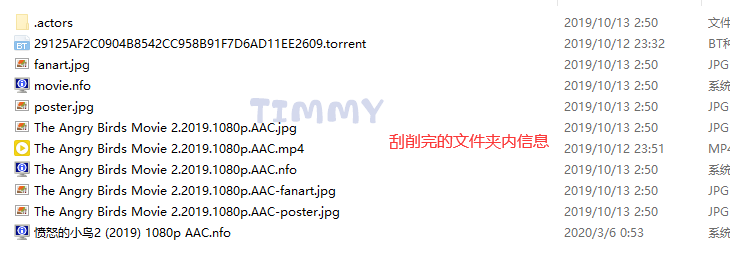 .actors 2019/10/13 2:50 文件
BT 29125AF2C0904B8542CC958B91F7D6AD11EE2609.torrent 2019/10/12 23:32 BT种
fanart.jpg 2019/10/13 2:50 JPG
movie.nfo 2019/10/13 2:50 系统
poster.jpg 2019/10/13 2:50 JPG
TIMMY
The Angry Birds Movie 2.2019.1080p.AAC.jpg 2019/10/13 2:50 JPG
刮削完的文件夹内信息
The Angry Birds Movie 2.2019.1080p.AAC.mp4 2019/10/12 23:51 MP4
The Angry Birds Movie 2.2019.1080p.AAC.nfo 2019/10/13 2:50 系统
The Angry Birds Movie 2.2019.1080p.AAC-fanart.jpg 2019/10/13 2:50 JPG
The Angry Birds Movie 2.2019.1080p.AAC-poster.jpg 2019/10/13 2:50 JPG
愤怒的小鸟2 (2019) 1080p AAC.nfo 2020/3/6 0:53 系统